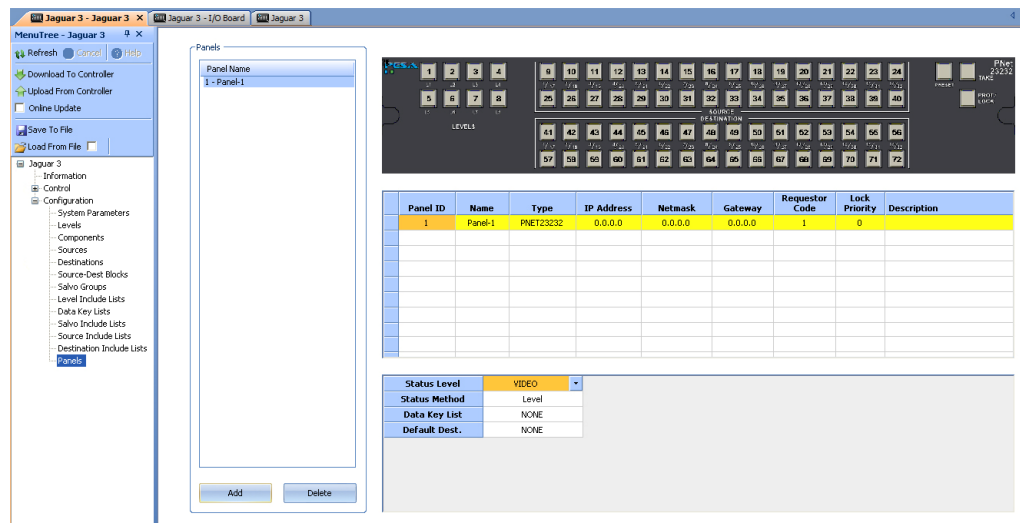 Jaguar 3 - Jaguar 3 X Jaguar 3 - I/O Board Jaguar 3
MenuTree - Jaguar 3
Refresh Cancel Help
Download To Controller
Upload From Controller
Online Update
Save To File
Load From File
Jaguar 3
Information
Control
Configuration
System Parameters
Levels
Components
Sources
Destinations
Source-Dest Blocks
Salvo Groups
Level Include Lists
Data Key Lists
Salvo Include Lists
Source Include Lists
Destination Include Lists
Panels
Panels
Panel Name
1 - Panel-1
Add Delete
PNet
23232
1 2 3 4 9 10 11 12 13 14 15 16 17 18 19 20 21 22 23 24
TAKE
PRESET
5 6 7 8 25 26 27 28 29 30 31 32 33 34 35 36 37 38 39 40
PROT/
LOCK
SOURCE
DESTINATION
LEVELS
41 42 43 44 45 46 47 48 49 50 51 52 53 54 55 56
57 58 59 60 61 62 63 64 65 66 67 68 69 70 71 72
Panel ID Name Type IP Address Netmask Gateway Requestor Code Lock Priority Description
1 Panel-1 PNET23232 0.0.0.0 0.0.0.0 0.0.0.0 1 0
Status Level VIDEO
Status Method Level
Data Key List NONE
Default Dest. NONE